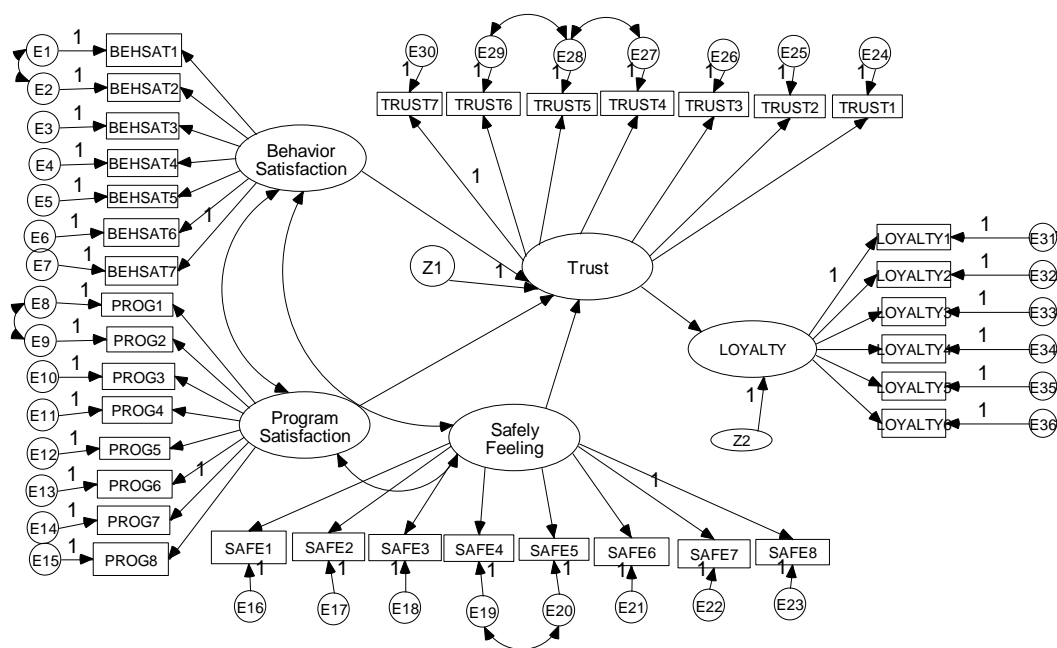 E1 1 BEHSAT1
E2 1 BEHSAT2
E3 1 BEHSAT3
E4 1 BEHSAT4
E5 1 BEHSAT5
E6 1 BEHSAT6 1
E7 1 BEHSAT7
E8 1 PROG1
E9 1 PROG2
E10 1 PROG3
E11 1 PROG4
E12 1 PROG5
E13 1 PROG6 1
E14 1 PROG7
E15 1 PROG8
Behavior
Satisfaction
Program
Satisfaction
E30 E29 E28 E27 E26 E25 E24
1 1 1 1 1 1 1
TRUST7 TRUST6 TRUST5 TRUST4 TRUST3 TRUST2 TRUST1
1
Z1 1 Trust
LOYALTY
1
Z2
1
LOYALTY1 1 E31
LOYALTY2 1 E32
LOYALTY3 1 E33
LOYALTY4 1 E34
LOYALTY5 1 E35
LOYALTY6 1 E36
Safely
Feeling
1
SAFE1 SAFE2 SAFE3 SAFE4 SAFE5 SAFE6 SAFE7 SAFE8
1 1 1 1 1 1 1 1
E16 E17 E18 E19 E20 E21 E22 E23